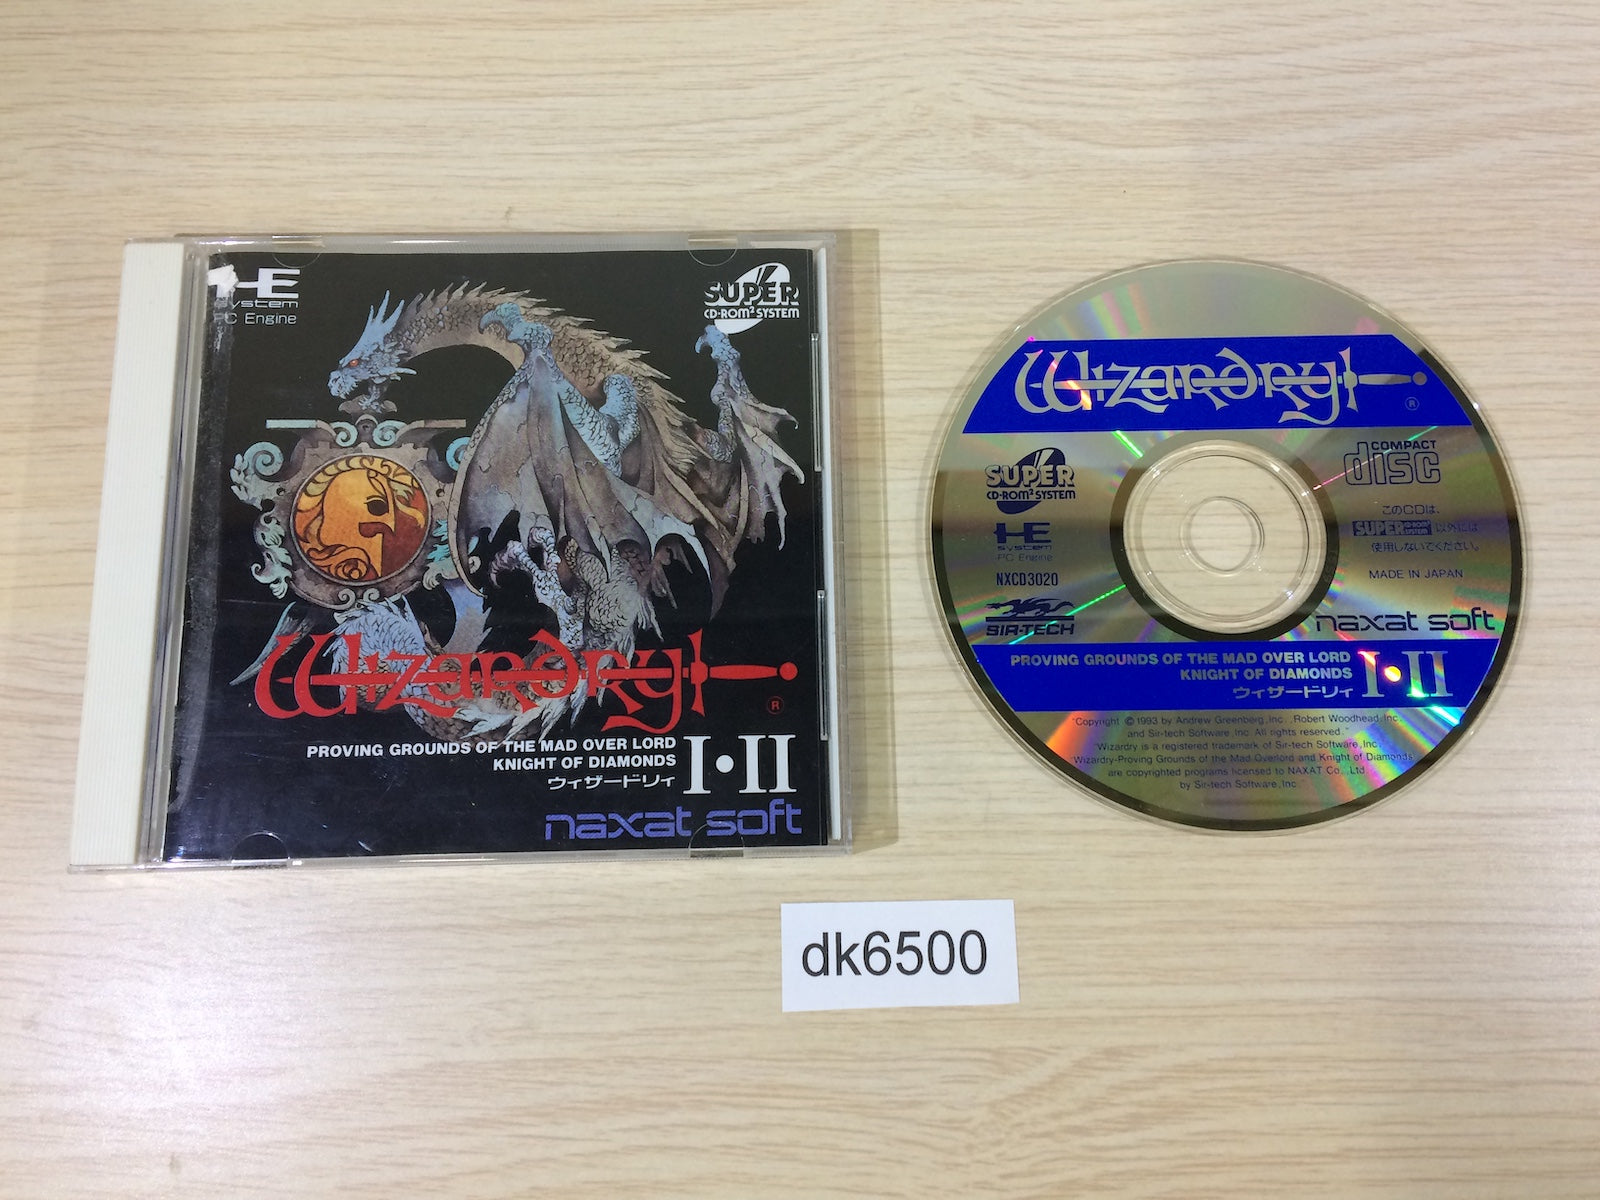 HE
system
PC Engine
SUPER
CD-ROM² SYSTEM
Wizardry
®
PROVING GROUNDS OF THE MAD OVER LORD
KNIGHT OF DIAMONDS
ウィザードリィ
I•II
naxat soft
Wizardry
®
SUPER
CD-ROM² SYSTEM
HE
system
PC Engine
NXCD3020
SIR-TECH
COMPACT
disc
このCDは、
SUPER CD-ROM² SYSTEM 以外には
使用しないでください。
MADE IN JAPAN
naxat soft
PROVING GROUNDS OF THE MAD OVER LORD
KNIGHT OF DIAMONDS
ウィザードリィ
I•II
"Copyright © 1993 by Andrew Greenberg, Inc., Robert Woodhead, Inc.
and Sir-tech Software, Inc. All rights reserved."
"Wizardry is a registered trademark of Sir-tech Software, Inc.
Wizardry-Proving Grounds of the Mad Overlord and Knight of Diamonds
are copyrighted programs licensed to NAXAT Co., Ltd
by Sir-tech Software, Inc."
dk6500